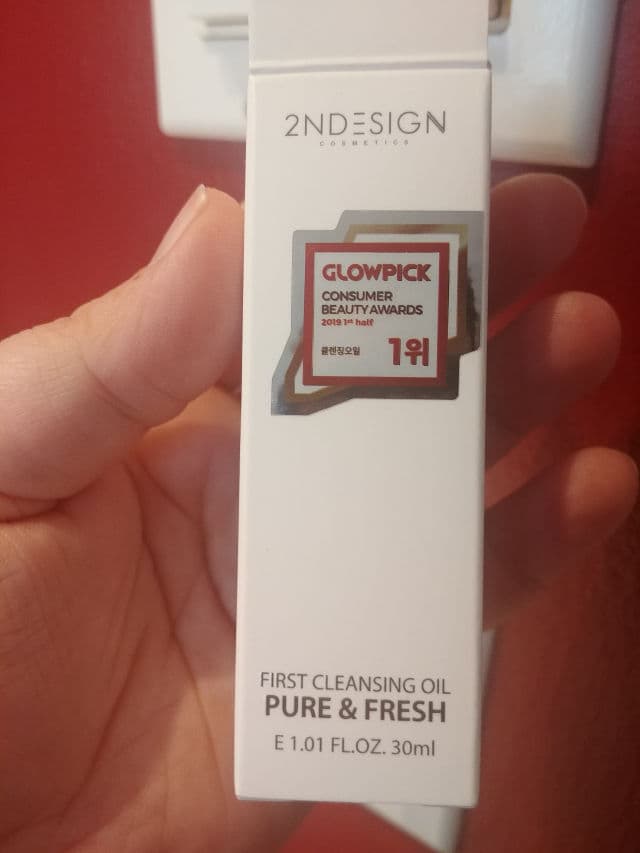 2NDESIGN
COSMETICS
GLOWPICK
CONSUMER
BEAUTY AWARDS
2019 1st half
클렌징오일
1위
FIRST CLEANSING OIL
PURE & FRESH
E 1.01 FL.OZ. 30ml